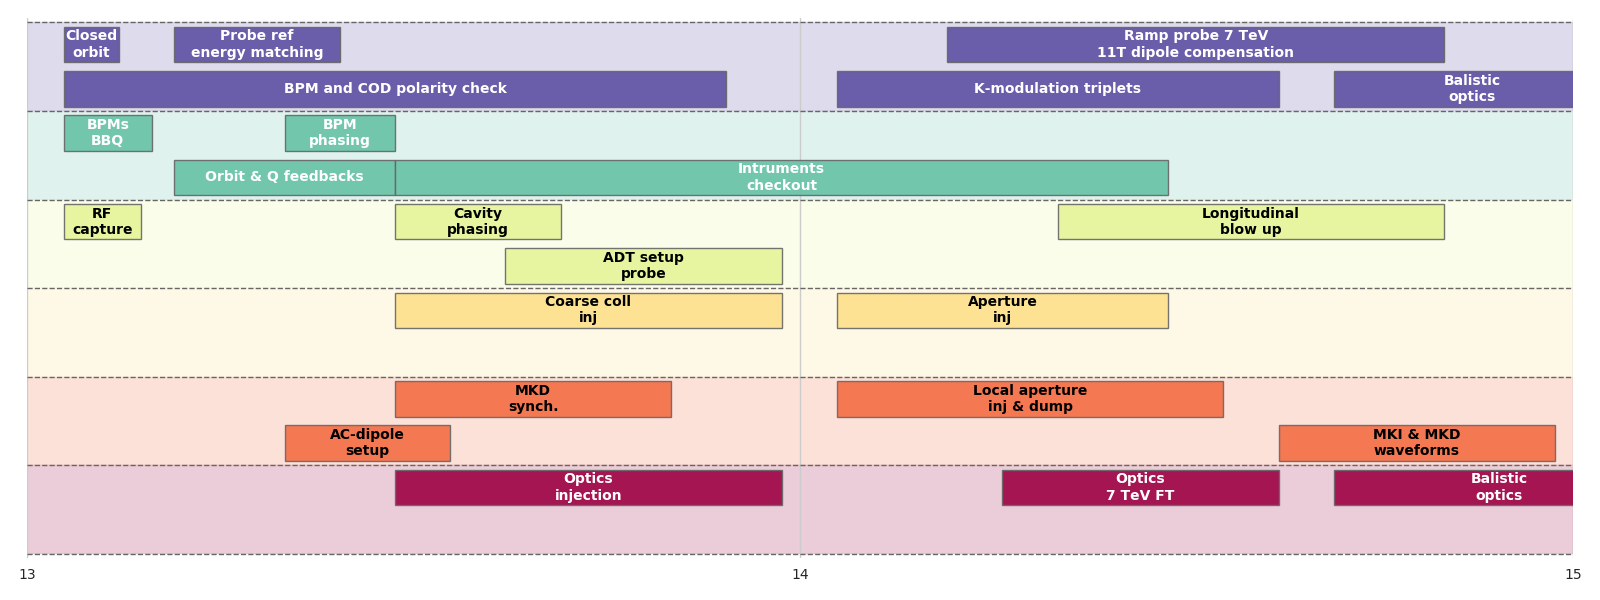 Closed
orbit
Probe ref
energy matching
Ramp probe 7 TeV
11T dipole compensation
BPM and COD polarity check
K-modulation triplets
Balistic
optics
BPMs
BBQ
BPM
phasing
Orbit & Q feedbacks
Intruments
checkout
RF
capture
Cavity
phasing
Longitudinal
blow up
ADT setup
probe
Coarse coll
inj
Aperture
inj
MKD
synch.
Local aperture
inj & dump
AC-dipole
setup
MKI & MKD
waveforms
Optics
injection
Optics
7 TeV FT
Balistic
optics
13
14
15